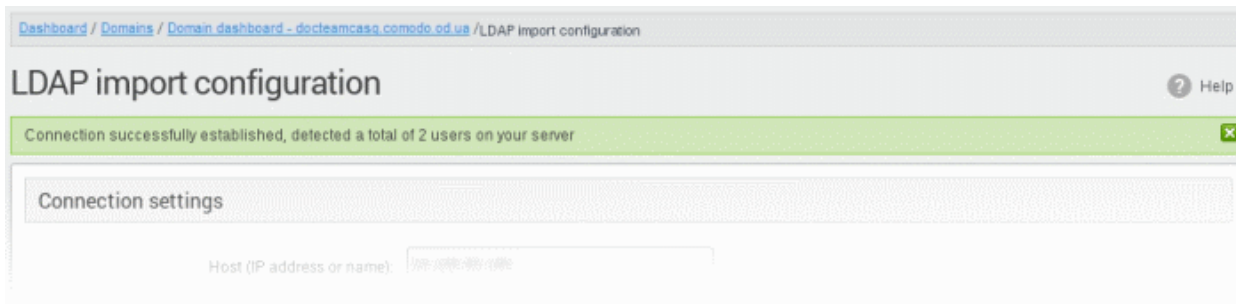 Dashboard / Domains / Domain dashboard - docteamcasg.comodo.od.ua /LDAP import configuration
LDAP import configuration
Help
Connection successfully established, detected a total of 2 users on your server
Connection settings
Host (IP address or name):